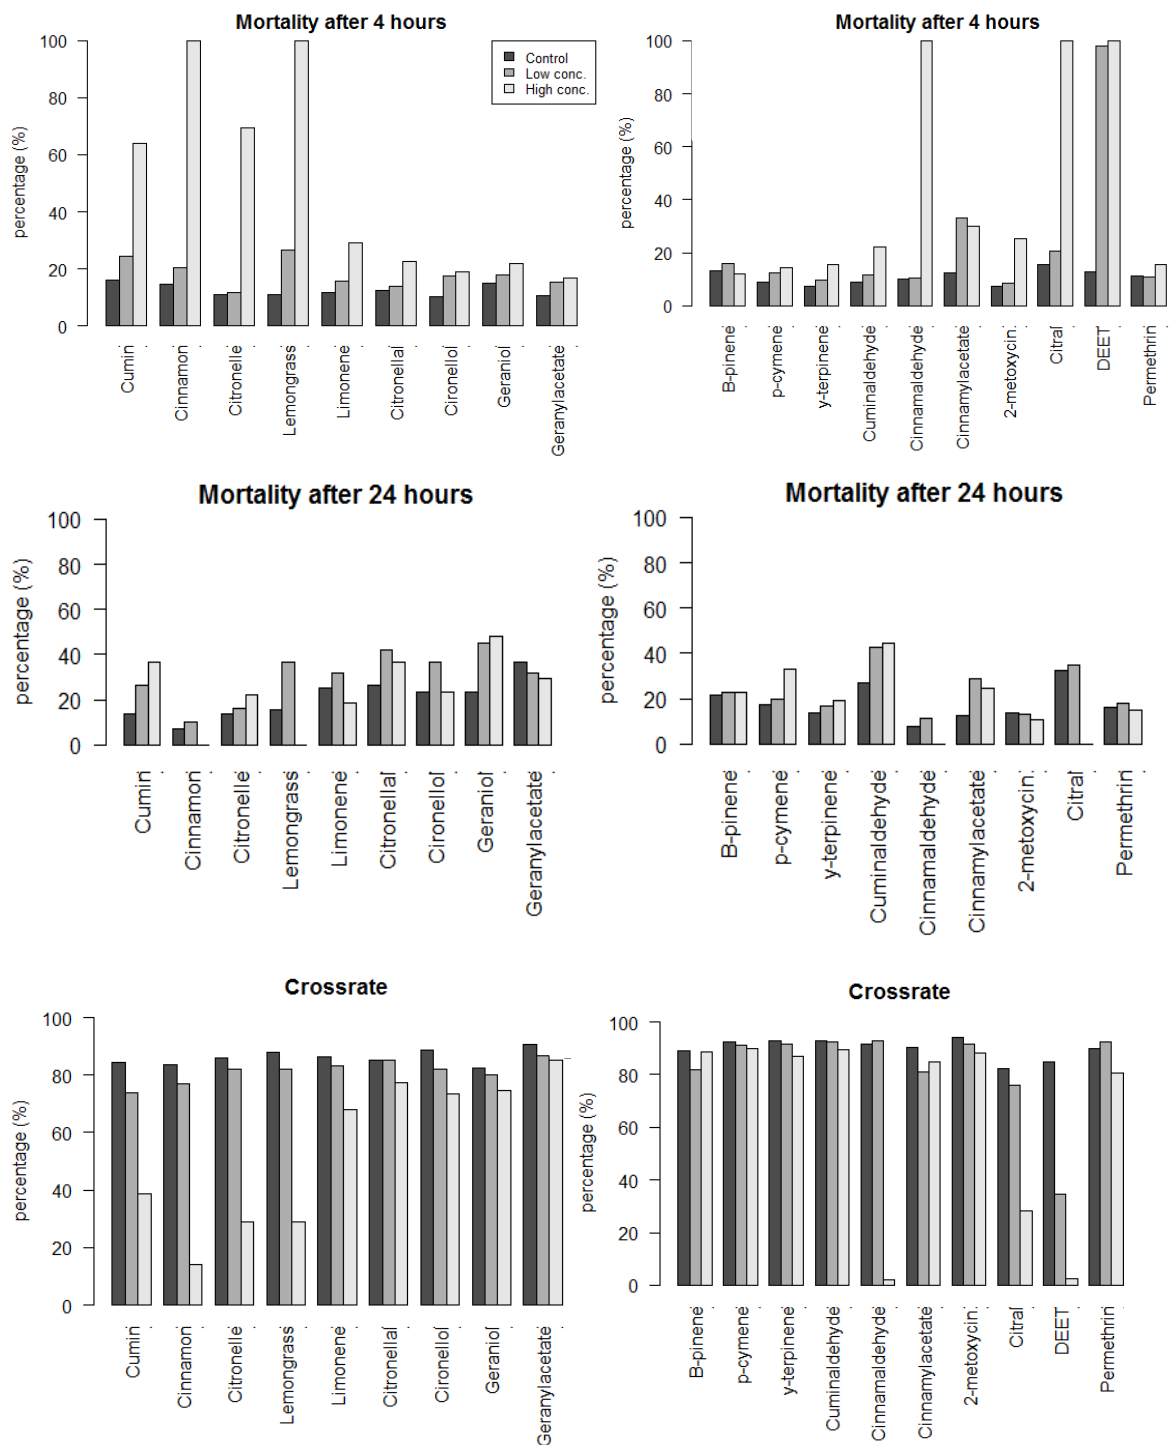 Mortality after 4 hours
percentage (%)
100
80
60
40
20
0
Control
Low conc.
High conc.
Cumin
Cinnamon
Citronelle
Lemongrass
Limonene
Citronellal
Cironellol
Geraniol
Geranylacetate
Mortality after 4 hours
percentage (%)
100
80
60
40
20
0
B-pinene
p-cymene
y-terpinene
Cuminaldehyde
Cinnamaldehyde
Cinnamylacetate
2-metoxycin.
Citral
DEET
Permethrin
Mortality after 24 hours
percentage (%)
100
80
60
40
20
0
Cumin
Cinnamon
Citronelle
Lemongrass
Limonene
Citronellal
Cironellol
Geraniol
Geranylacetate
Mortality after 24 hours
percentage (%)
100
80
60
40
20
0
B-pinene
p-cymene
y-terpinene
Cuminaldehyde
Cinnamaldehyde
Cinnamylacetate
2-metoxycin.
Citral
Permethrin
Crossrate
percentage (%)
100
80
60
40
20
0
Cumin
Cinnamon
Citronelle
Lemongrass
Limonene
Citronellal
Cironellol
Geraniol
Geranylacetate
Crossrate
percentage (%)
100
80
60
40
20
0
B-pinene
p-cymene
y-terpinene
Cuminaldehyde
Cinnamaldehyde
Cinnamylacetate
2-metoxycin.
Citral
DEET
Permethrin